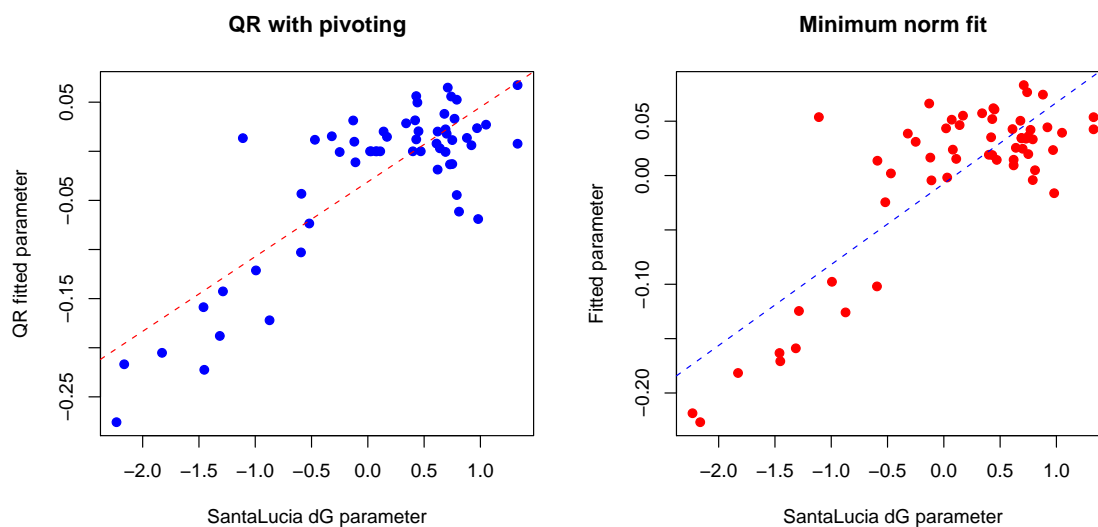 QR with pivoting
QR fitted parameter
0.05
−0.05
−0.15
−0.25
−2.0 −1.5 −1.0 −0.5 0.0 0.5 1.0
SantaLucia dG parameter
Minimum norm fit
Fitted parameter
0.05
0.00
−0.10
−0.20
−2.0 −1.5 −1.0 −0.5 0.0 0.5 1.0
SantaLucia dG parameter